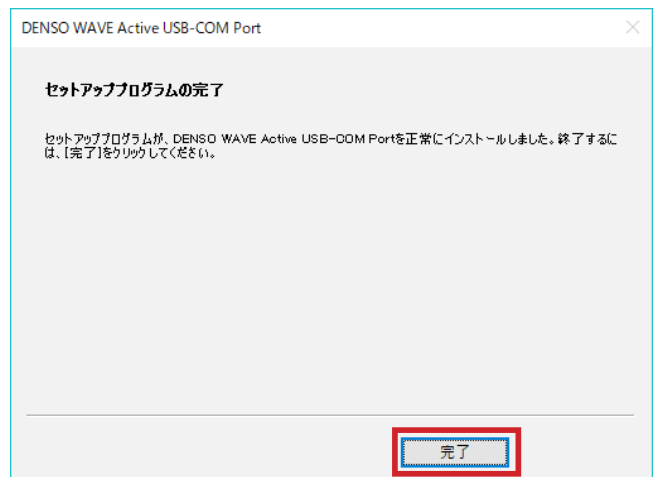 DENSO WAVE Active USB-COM Port
セットアッププログラムの完了
セットアッププログラムが、DENSO WAVE Active USB-COM Portを正常にインストールしました。終了するに
は、[完了]をクリックしてください。
完了